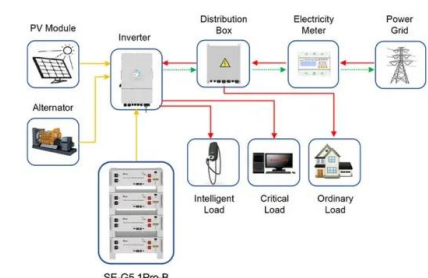 PV Module
Inverter
Distribution
Box
Electricity
Meter
Power
Grid
Alternator
Intelligent
Load
Critical
Load
Ordinary
Load
SE-G5.1Pro-B